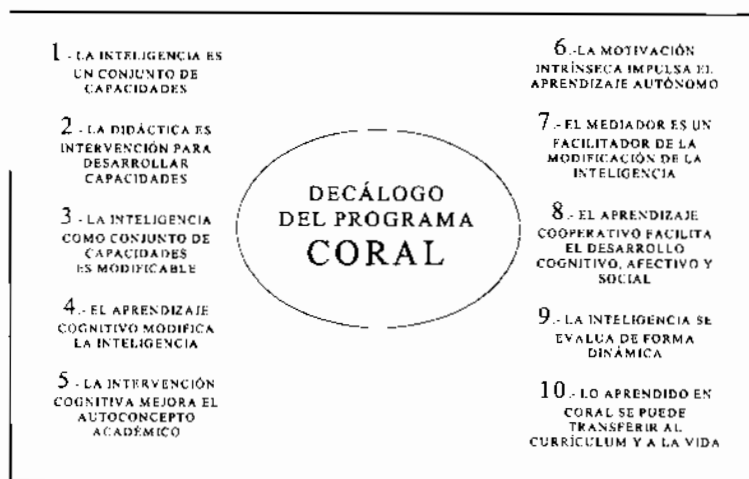 1.- LA INTELIGENCIA ES
UN CONJUNTO DE
CAPACIDADES
2.- LA DIDÁCTICA ES
INTERVENCIÓN PARA
DESARROLLAR
CAPACIDADES
3.- LA INTELIGENCIA
COMO CONJUNTO DE
CAPACIDADES
ES MODIFICABLE
4.- EL APRENDIZAJE
COGNITIVO MODIFICA
LA INTELIGENCIA
5.- LA INTERVENCIÓN
COGNITIVA MEJORA EL
AUTOCONCEPTO
ACADÉMICO
DECÁLOGO
DEL PROGRAMA
CORAL
6.-LA MOTIVACIÓN
INTRÍNSECA IMPULSA EL
APRENDIZAJE AUTÓNOMO
7.- EL MEDIADOR ES UN
FACILITADOR DE LA
MODIFICACIÓN DE LA
INTELIGENCIA
8.- EL APRENDIZAJE
COOPERATIVO FACILITA
EL DESARROLLO
COGNITIVO, AFECTIVO Y
SOCIAL
9.- LA INTELIGENCIA SE
EVALUA DE FORMA
DINÁMICA
10.- LO APRENDIDO EN
CORAL SE PUEDE
TRANSFERIR AL
CURRÍCULUM Y A LA VIDA